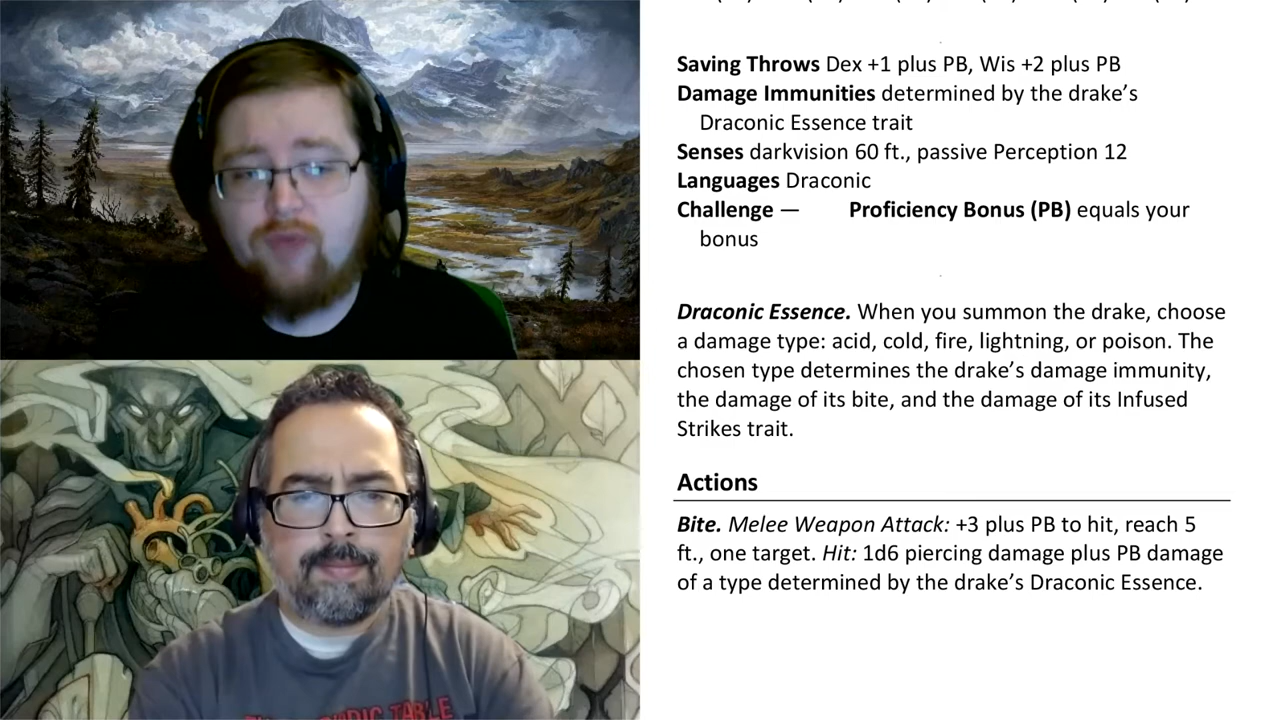 Saving Throws Dex +1 plus PB, Wis +2 plus PB
Damage Immunities determined by the drake’s
Draconic Essence trait
Senses darkvision 60 ft., passive Perception 12
Languages Draconic
Challenge — Proficiency Bonus (PB) equals your
bonus
Draconic Essence. When you summon the drake, choose
a damage type: acid, cold, fire, lightning, or poison. The
chosen type determines the drake’s damage immunity,
the damage of its bite, and the damage of its Infused
Strikes trait.
Actions
Bite. Melee Weapon Attack: +3 plus PB to hit, reach 5
ft., one target. Hit: 1d6 piercing damage plus PB damage
of a type determined by the drake’s Draconic Essence.
TABLE